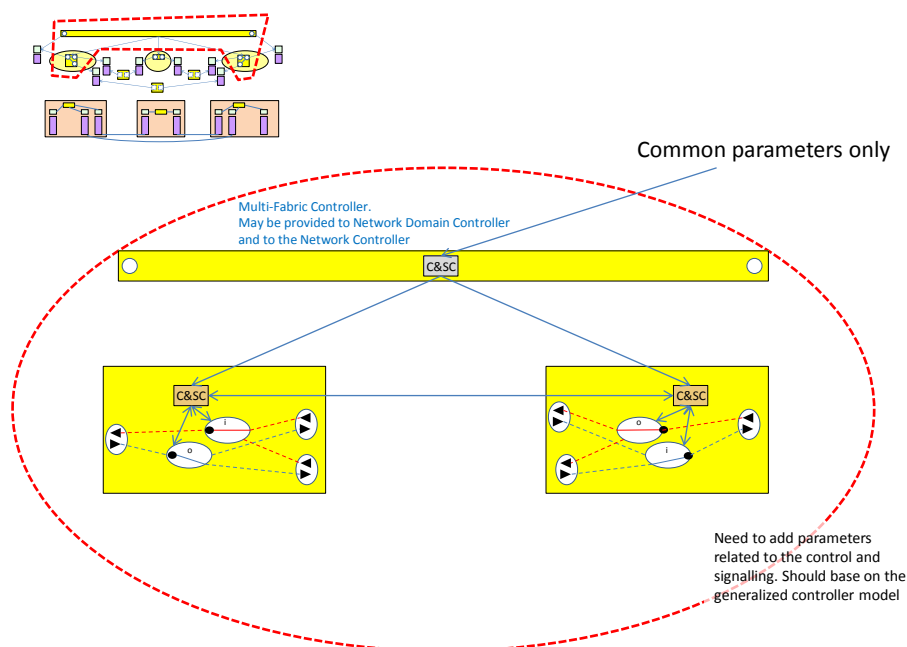 Common parameters only
Multi-Fabric Controller.
May be provided to Network Domain Controller
and to the Network Controller
C&SC
C&SC
C&SC
i
o
o
i
Need to add parameters
related to the control and
signalling. Should base on the
generalized controller model